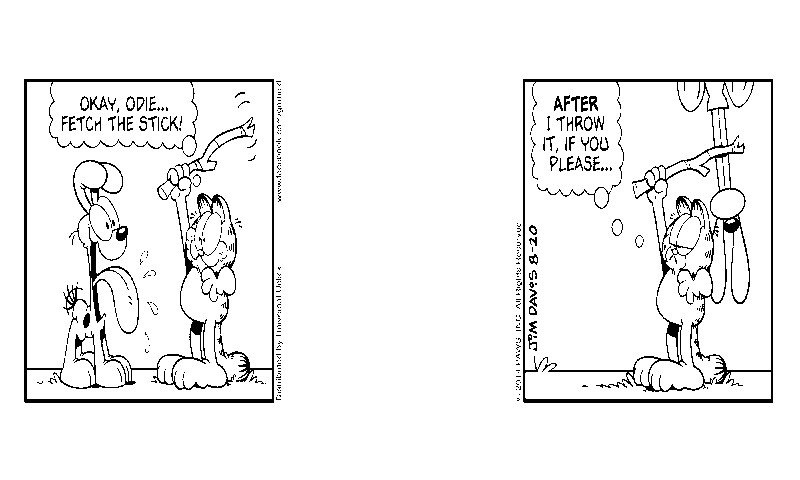 OKAY, ODIE...
FETCH THE STICK!
AFTER
I THROW
IT, IF YOU
PLEASE...
JIM DAVIS 8-20